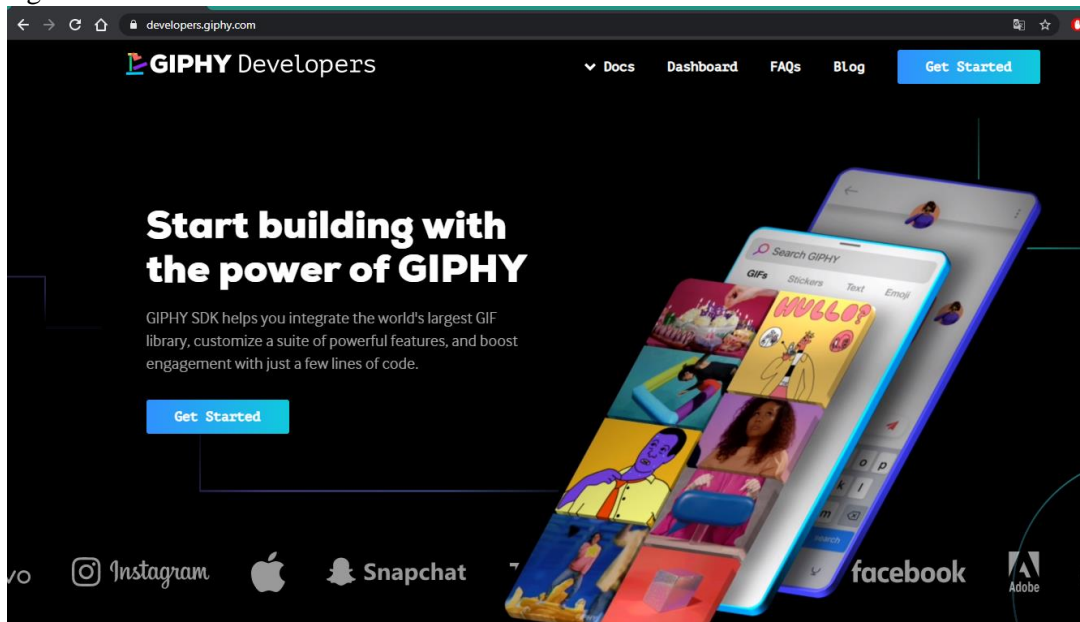 developers.giphy.com
GIPHY Developers
Docs Dashboard FAQs Blog Get Started
Start building with
the power of GIPHY
GIPHY SDK helps you integrate the world's largest GIF
library, customize a suite of powerful features, and boost
engagement with just a few lines of code.
Get Started
Search GIPHY
GIFs Stickers Text Emoji
HULLO?
o p
k l
m
search
vo Instagram Snapchat facebook Adobe